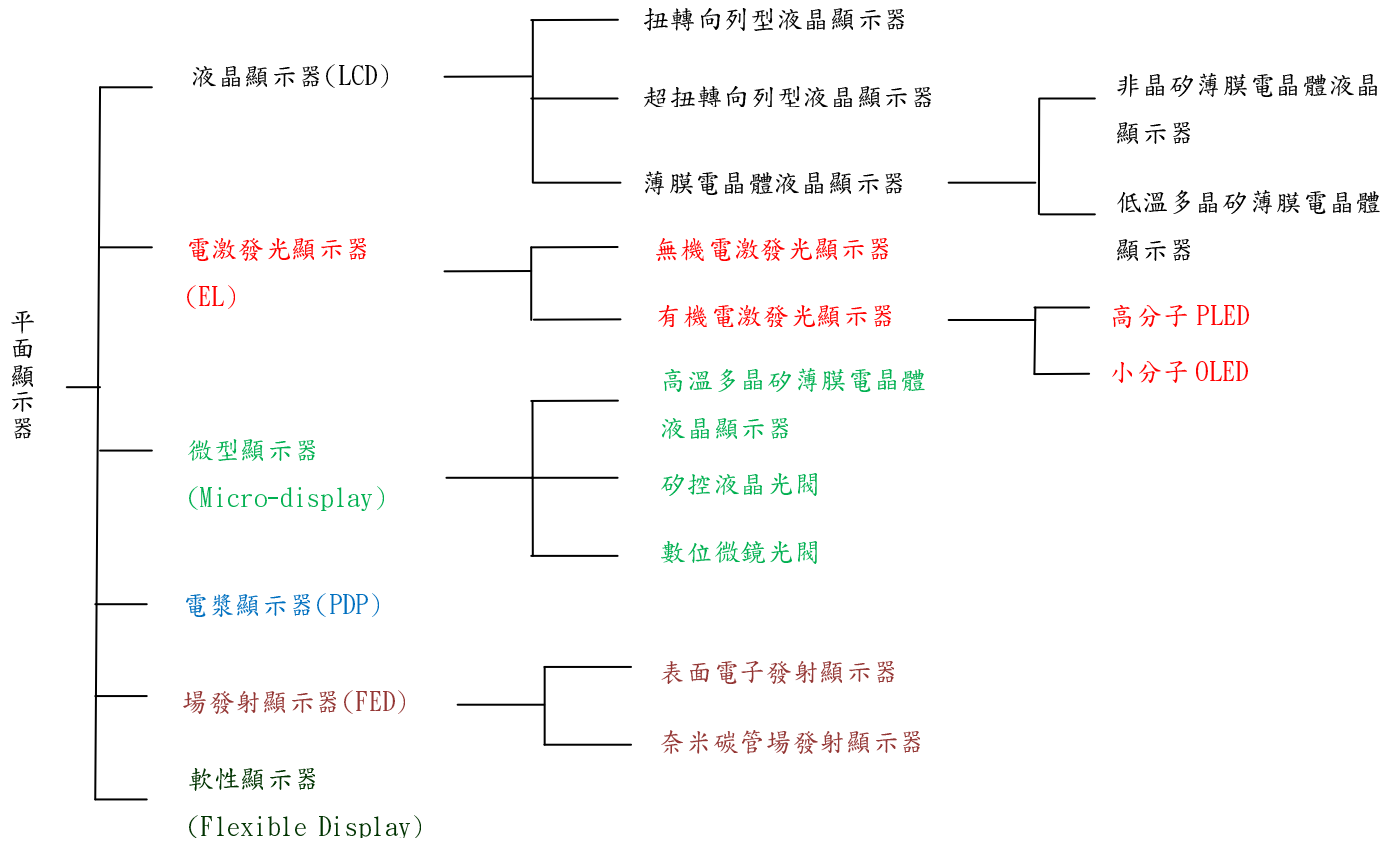 平面顯示器
液晶顯示器(LCD)
扭轉向列型液晶顯示器
超扭轉向列型液晶顯示器
薄膜電晶體液晶顯示器
非晶矽薄膜電晶體液晶
顯示器
低溫多晶矽薄膜電晶體
顯示器
電激發光顯示器
(EL)
無機電激發光顯示器
有機電激發光顯示器
高分子 PLED
小分子 OLED
微型顯示器
(Micro-display)
高溫多晶矽薄膜電晶體
液晶顯示器
矽控液晶光閥
數位微鏡光閥
電漿顯示器(PDP)
場發射顯示器(FED)
表面電子發射顯示器
奈米碳管場發射顯示器
軟性顯示器
(Flexible Display)